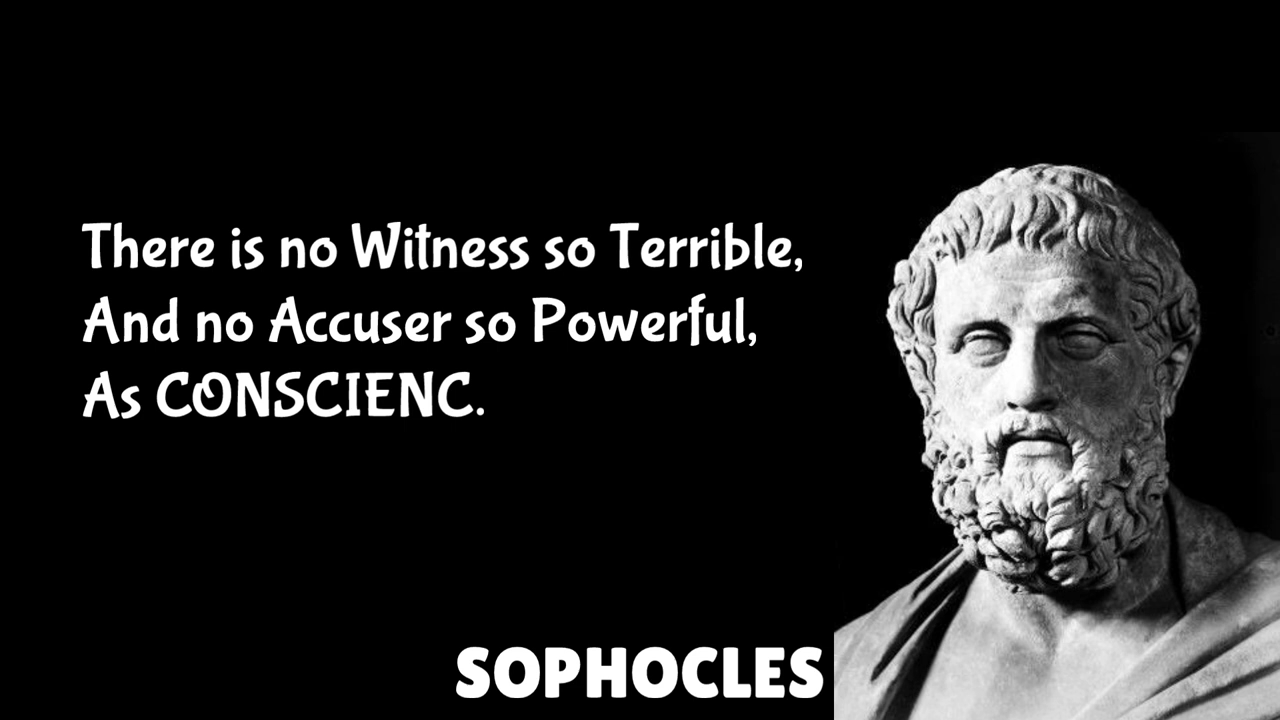 There is no Witness so Terrible,
And no Accuser so Powerful,
As CONSCIENC.
SOPHOCLES